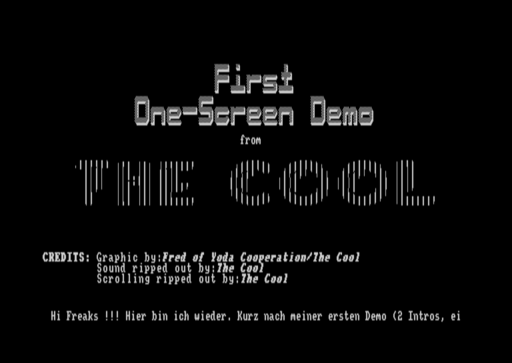 First
One-Screen Demo
from
THE COOL
CREDITS: Graphic by:Fred of Yoda Cooperation/The Cool
Sound ripped out by:The Cool
Scrolling ripped out by:The Cool
Hi Freaks !!! Hier bin ich wieder. Kurz nach meiner ersten Demo (2 Intros, ei